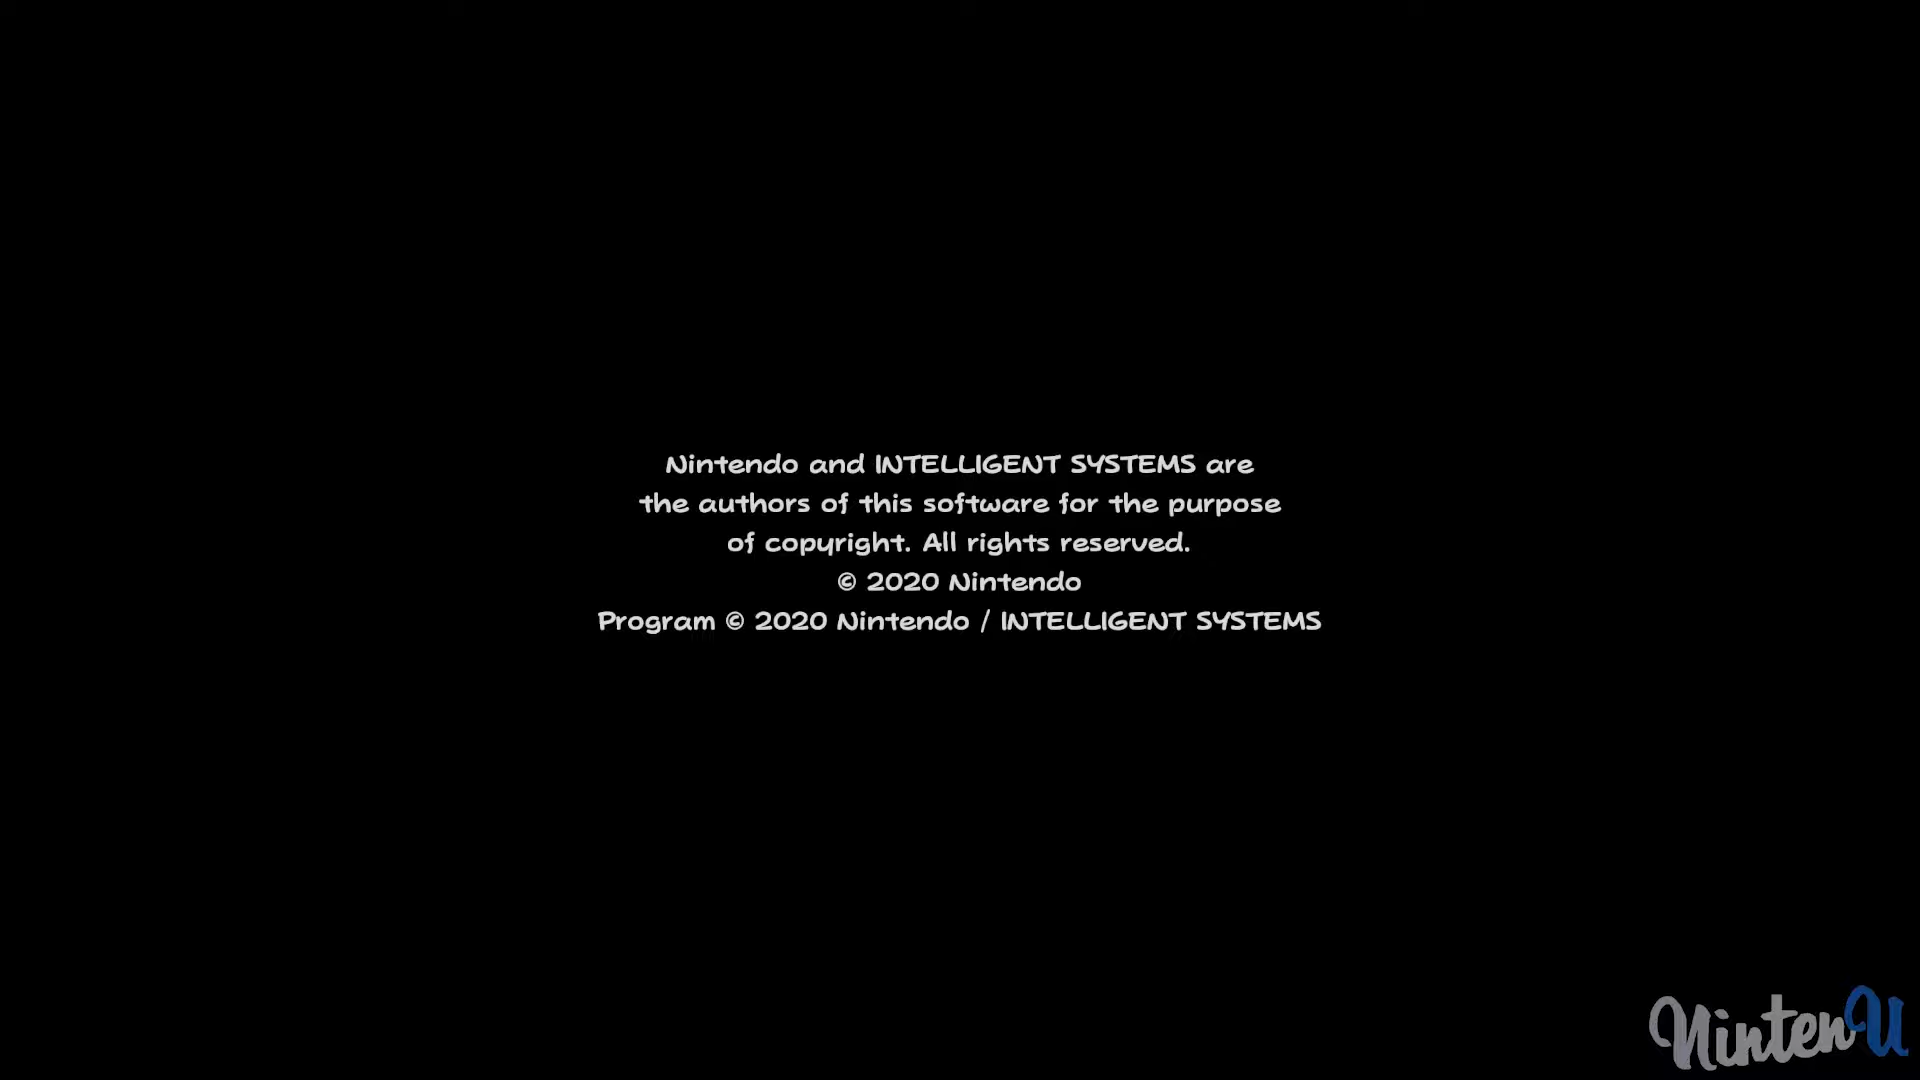 Nintendo and INTELLIGENT SYSTEMS are
the authors of this software for the purpose
of copyright. All rights reserved.
© 2020 Nintendo
Program © 2020 Nintendo / INTELLIGENT SYSTEMS
NintenU